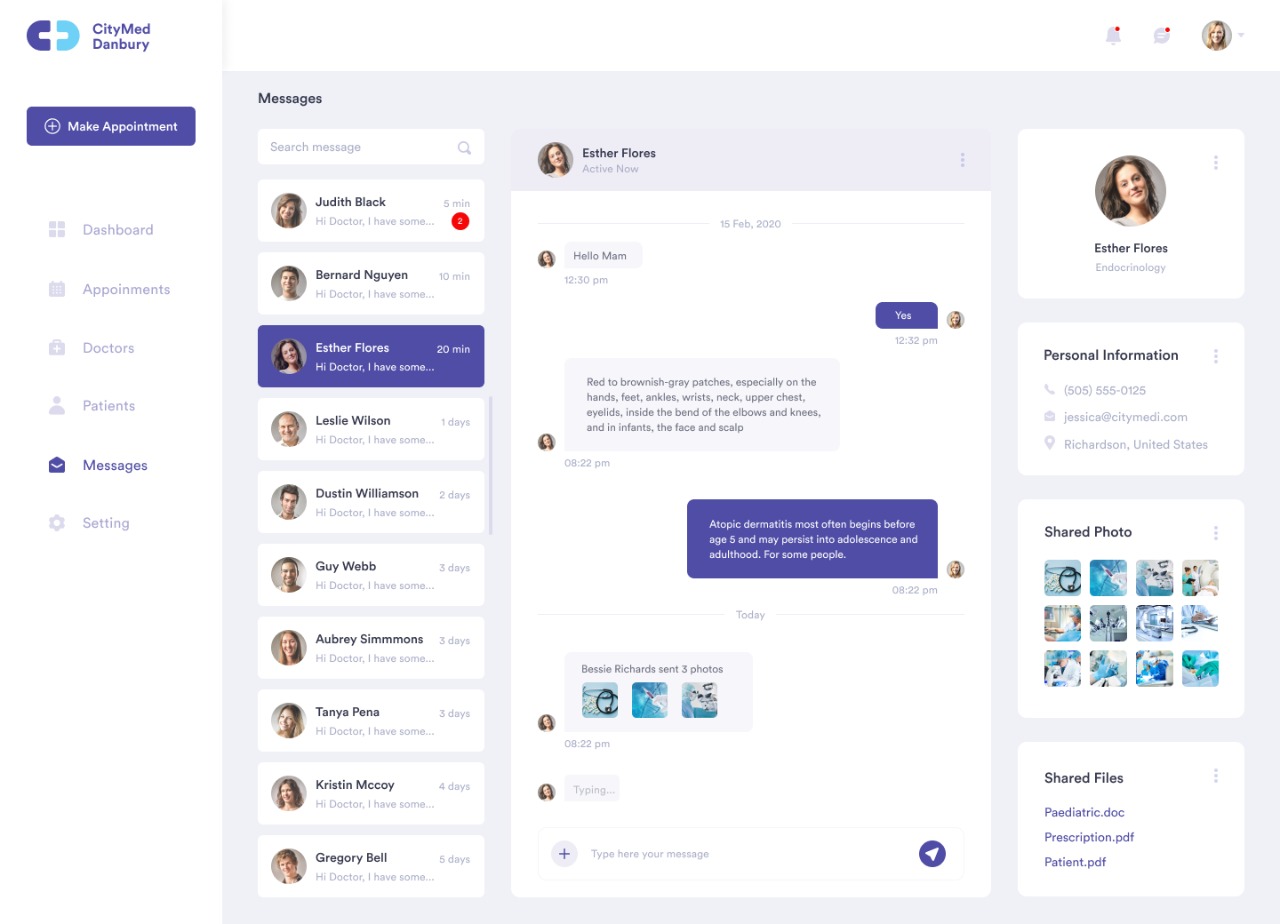 CityMed
Danbury
Make Appointment
Dashboard
Appoinments
Doctors
Patients
Messages
Setting
Messages
Search message
Judith Black
5 min
Hi Doctor, I have some...
2
Bernard Nguyen
10 min
Hi Doctor, I have some...
Esther Flores
20 min
Hi Doctor, I have some...
Leslie Wilson
1 days
Hi Doctor, I have some...
Dustin Williamson
2 days
Hi Doctor, I have some...
Guy Webb
3 days
Hi Doctor, I have some...
Aubrey Simmmons
3 days
Hi Doctor, I have some...
Tanya Pena
3 days
Hi Doctor, I have some...
Kristin Mccoy
4 days
Hi Doctor, I have some...
Gregory Bell
5 days
Hi Doctor, I have some...
Esther Flores
Active Now
15 Feb, 2020
Hello Mam
12:30 pm
Yes
12:32 pm
Red to brownish-gray patches, especially on the
hands, feet, ankles, wrists, neck, upper chest,
eyelids, inside the bend of the elbows and knees,
and in infants, the face and scalp
08:22 pm
Atopic dermatitis most often begins before
age 5 and may persist into adolescence and
adulthood. For some people.
08:22 pm
Today
Bessie Richards sent 3 photos
08:22 pm
Typing...
Type here your message
Esther Flores
Endocrinology
Personal Information
(505) 555-0125
jessica@citymedi.com
Richardson, United States
Shared Photo
Shared Files
Paediatric.doc
Prescription.pdf
Patient.pdf